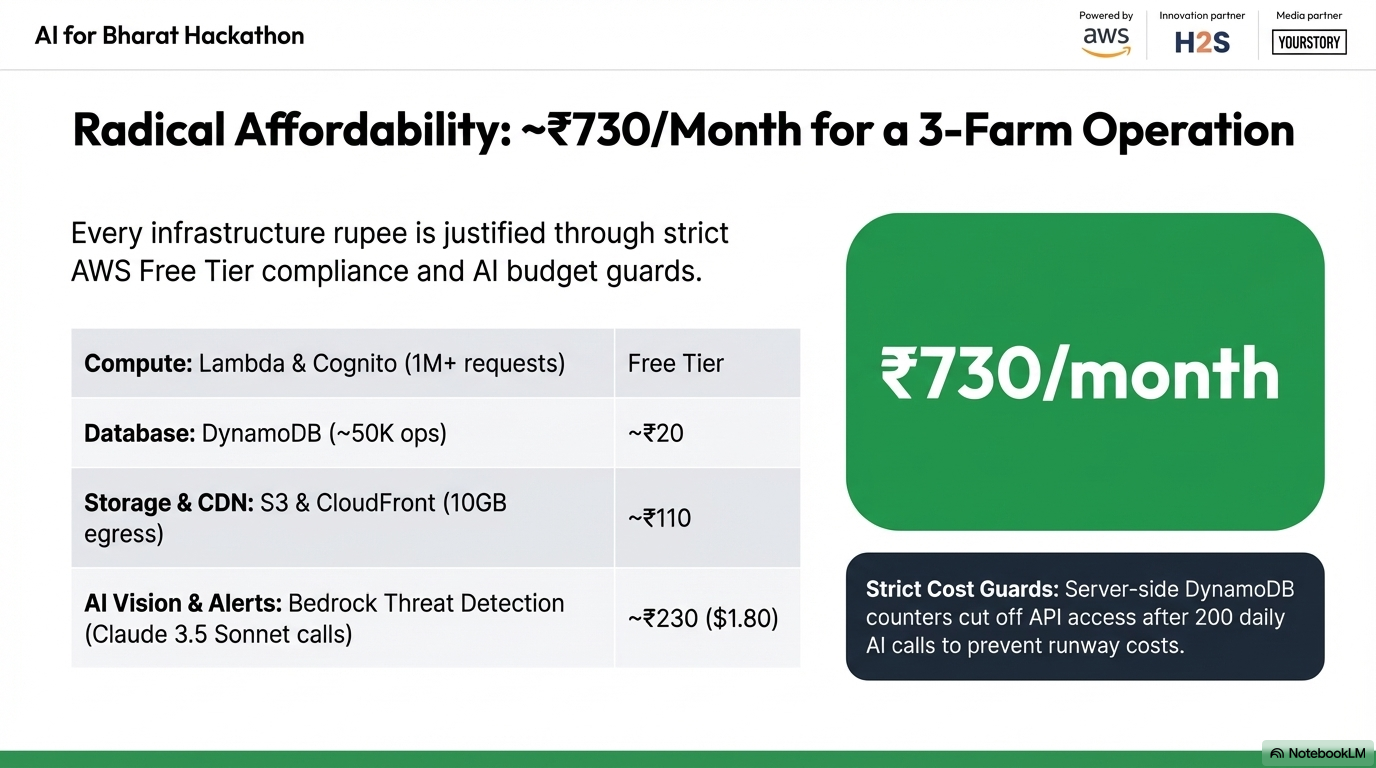 AI for Bharat Hackathon
Powered by
aws
Innovation partner
H2S
Media partner
YOURSTORY
Radical Affordability: ~₹730/Month for a 3-Farm Operation
Every infrastructure rupee is justified through strict
AWS Free Tier compliance and AI budget guards.
Compute: Lambda & Cognito (1M+ requests)
Free Tier
Database: DynamoDB (~50K ops)
~₹20
Storage & CDN: S3 & CloudFront (10GB
egress)
~₹110
AI Vision & Alerts: Bedrock Threat Detection
(Claude 3.5 Sonnet calls)
~₹230 ($1.80)
₹730/month
Strict Cost Guards: Server-side DynamoDB
counters cut off API access after 200 daily
AI calls to prevent runway costs.
NotebookLM